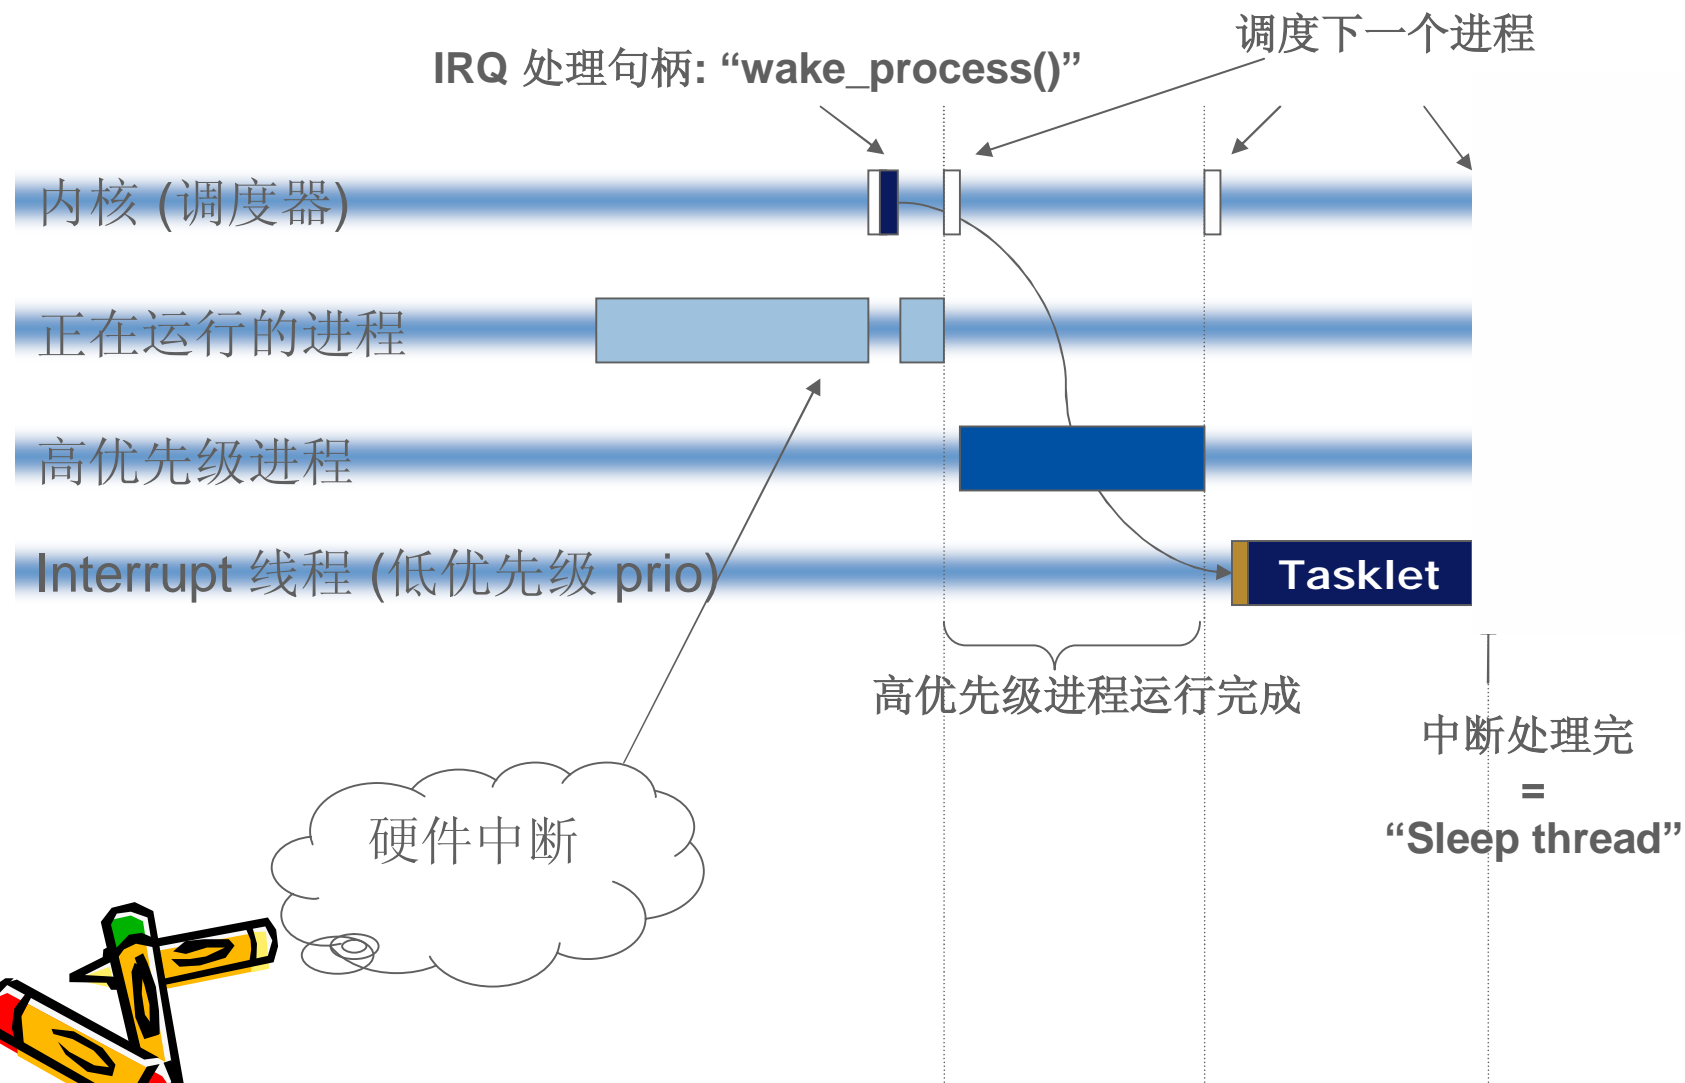 调度下一个进程
IRQ 处理句柄: “wake_process()”
内核 (调度器)
正在运行的进程
高优先级进程
Interrupt 线程 (低优先级 prio)
Tasklet
高优先级进程运行完成
中断处理完
=
“Sleep thread”
硬件中断